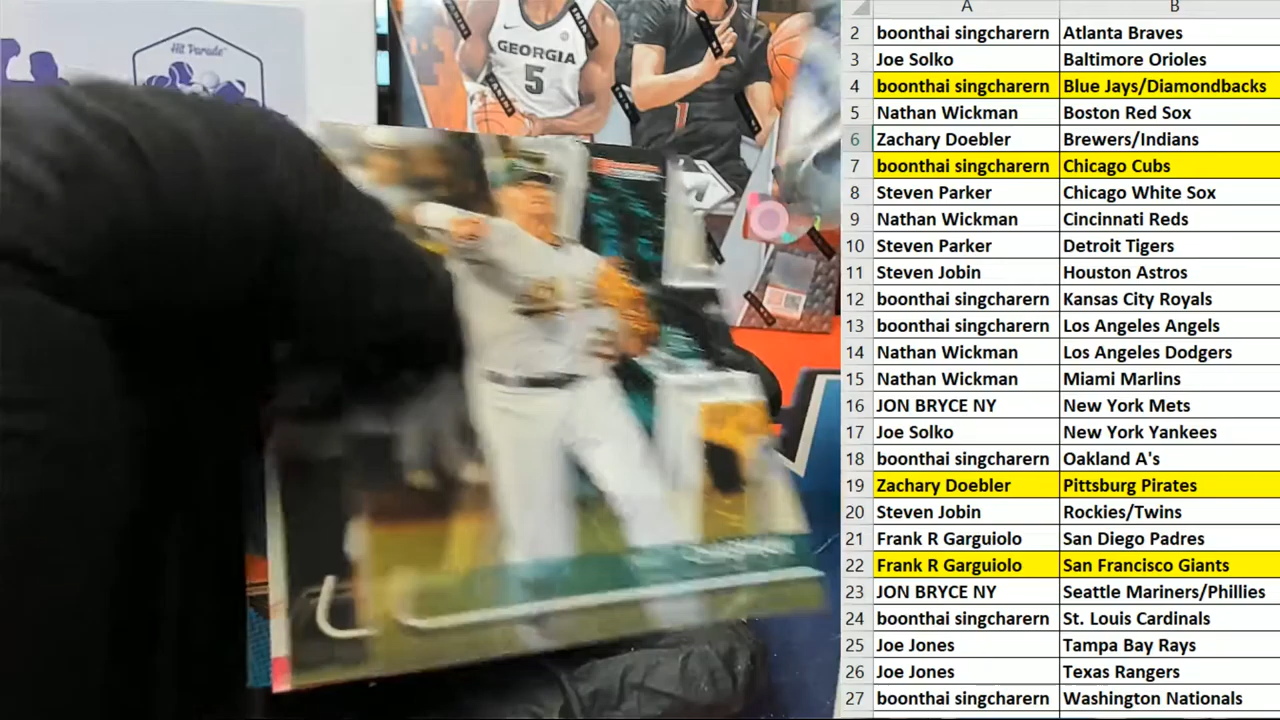 Hit Parade
GEORGIA
5
1
A B
2 boonthai singcharern Atlanta Braves
3 Joe Solko Baltimore Orioles
4 boonthai singcharern Blue Jays/Diamondbacks
5 Nathan Wickman Boston Red Sox
6 Zachary Doebler Brewers/Indians
7 boonthai singcharern Chicago Cubs
8 Steven Parker Chicago White Sox
9 Nathan Wickman Cincinnati Reds
10 Steven Parker Detroit Tigers
11 Steven Jobin Houston Astros
12 boonthai singcharern Kansas City Royals
13 boonthai singcharern Los Angeles Angels
14 Nathan Wickman Los Angeles Dodgers
15 Nathan Wickman Miami Marlins
16 JON BRYCE NY New York Mets
17 Joe Solko New York Yankees
18 boonthai singcharern Oakland A's
19 Zachary Doebler Pittsburg Pirates
20 Steven Jobin Rockies/Twins
21 Frank R Garguiolo San Diego Padres
22 Frank R Garguiolo San Francisco Giants
23 JON BRYCE NY Seattle Mariners/Phillies
24 boonthai singcharern St. Louis Cardinals
25 Joe Jones Tampa Bay Rays
26 Joe Jones Texas Rangers
27 boonthai singcharern Washington Nationals